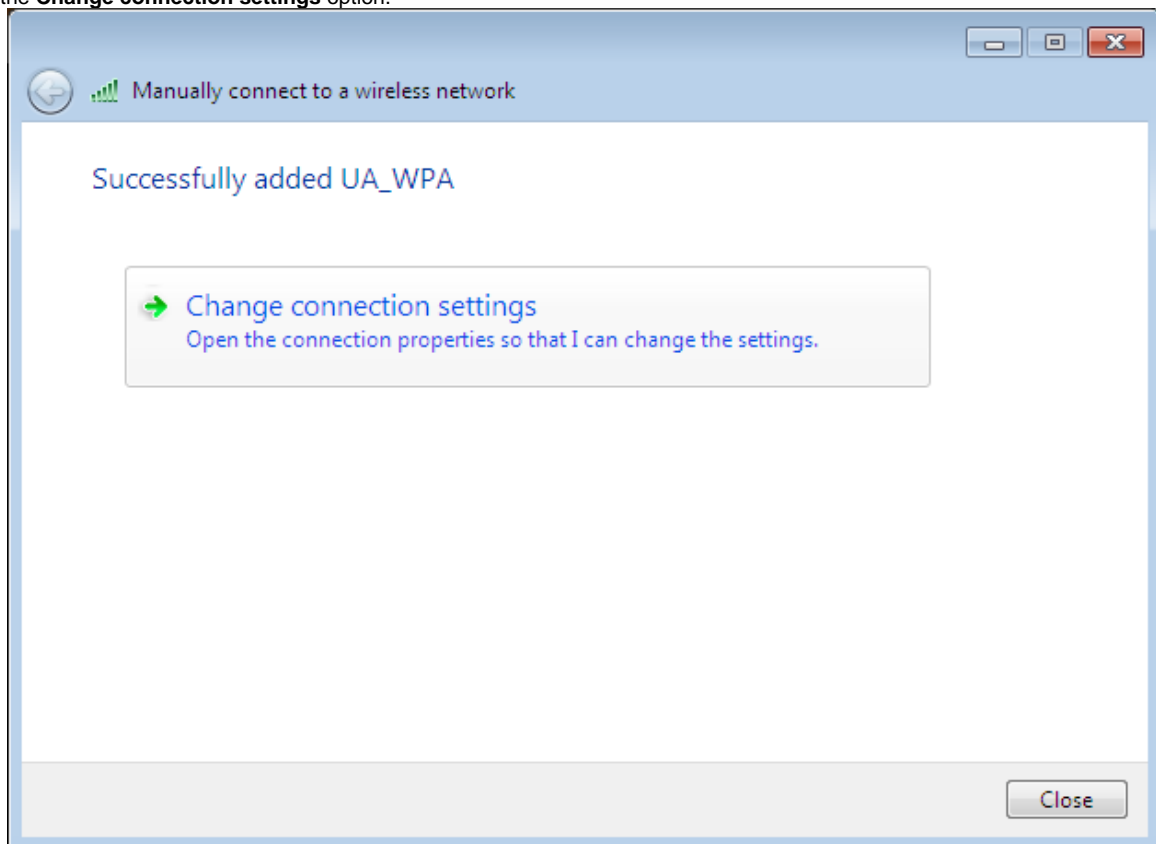 the Change connection settings option.
Manually connect to a wireless network
Successfully added UA_WPA
Change connection settings
Open the connection properties so that I can change the settings.
Close